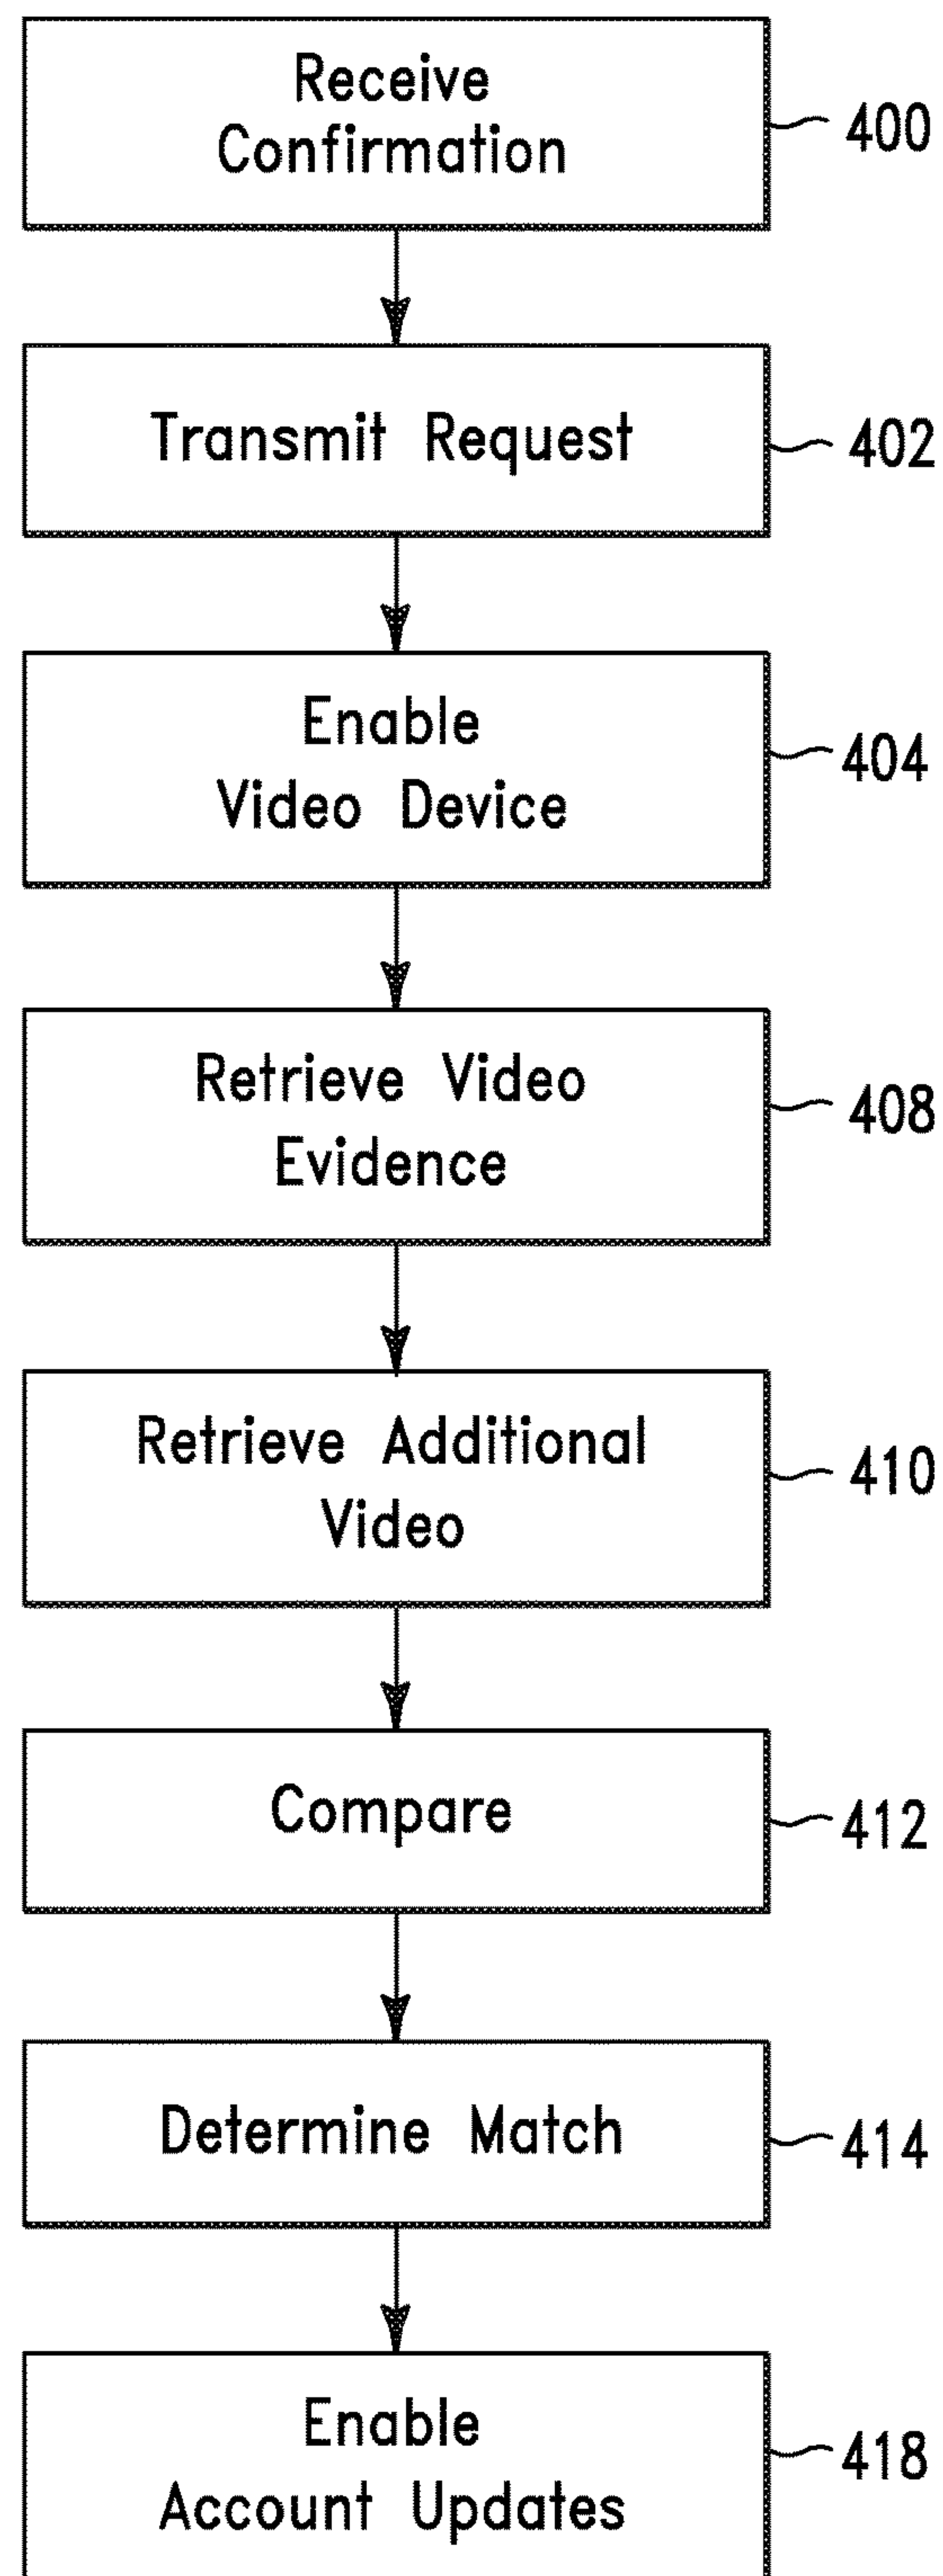 Receive
Confirmation
400
Transmit Request
402
Enable
Video Device
404
Retrieve Video
Evidence
408
Retrieve Additional
Video
410
Compare
412
Determine Match
414
Enable
Account Updates
418